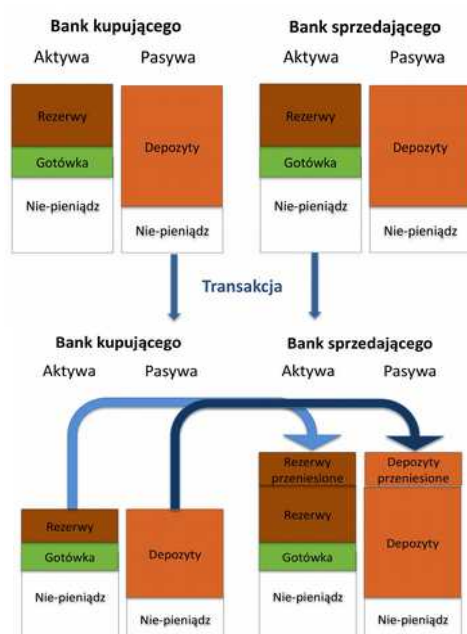 Bank kupującego
Bank sprzedającego
Aktywa
Pasywa
Aktywa
Pasywa
Rezerwy
Gotówka
Nie-pieniądz
Depozyty
Nie-pieniądz
Rezerwy
Gotówka
Nie-pieniądz
Depozyty
Nie-pieniądz
Transakcja
Bank kupującego
Bank sprzedającego
Aktywa
Pasywa
Aktywa
Pasywa
Rezerwy
Gotówka
Nie-pieniądz
Depozyty
Nie-pieniądz
Rezerwy
przeniesione
Rezerwy
Gotówka
Nie-pieniądz
Depozyty
przeniesione
Depozyty
Nie-pieniądz